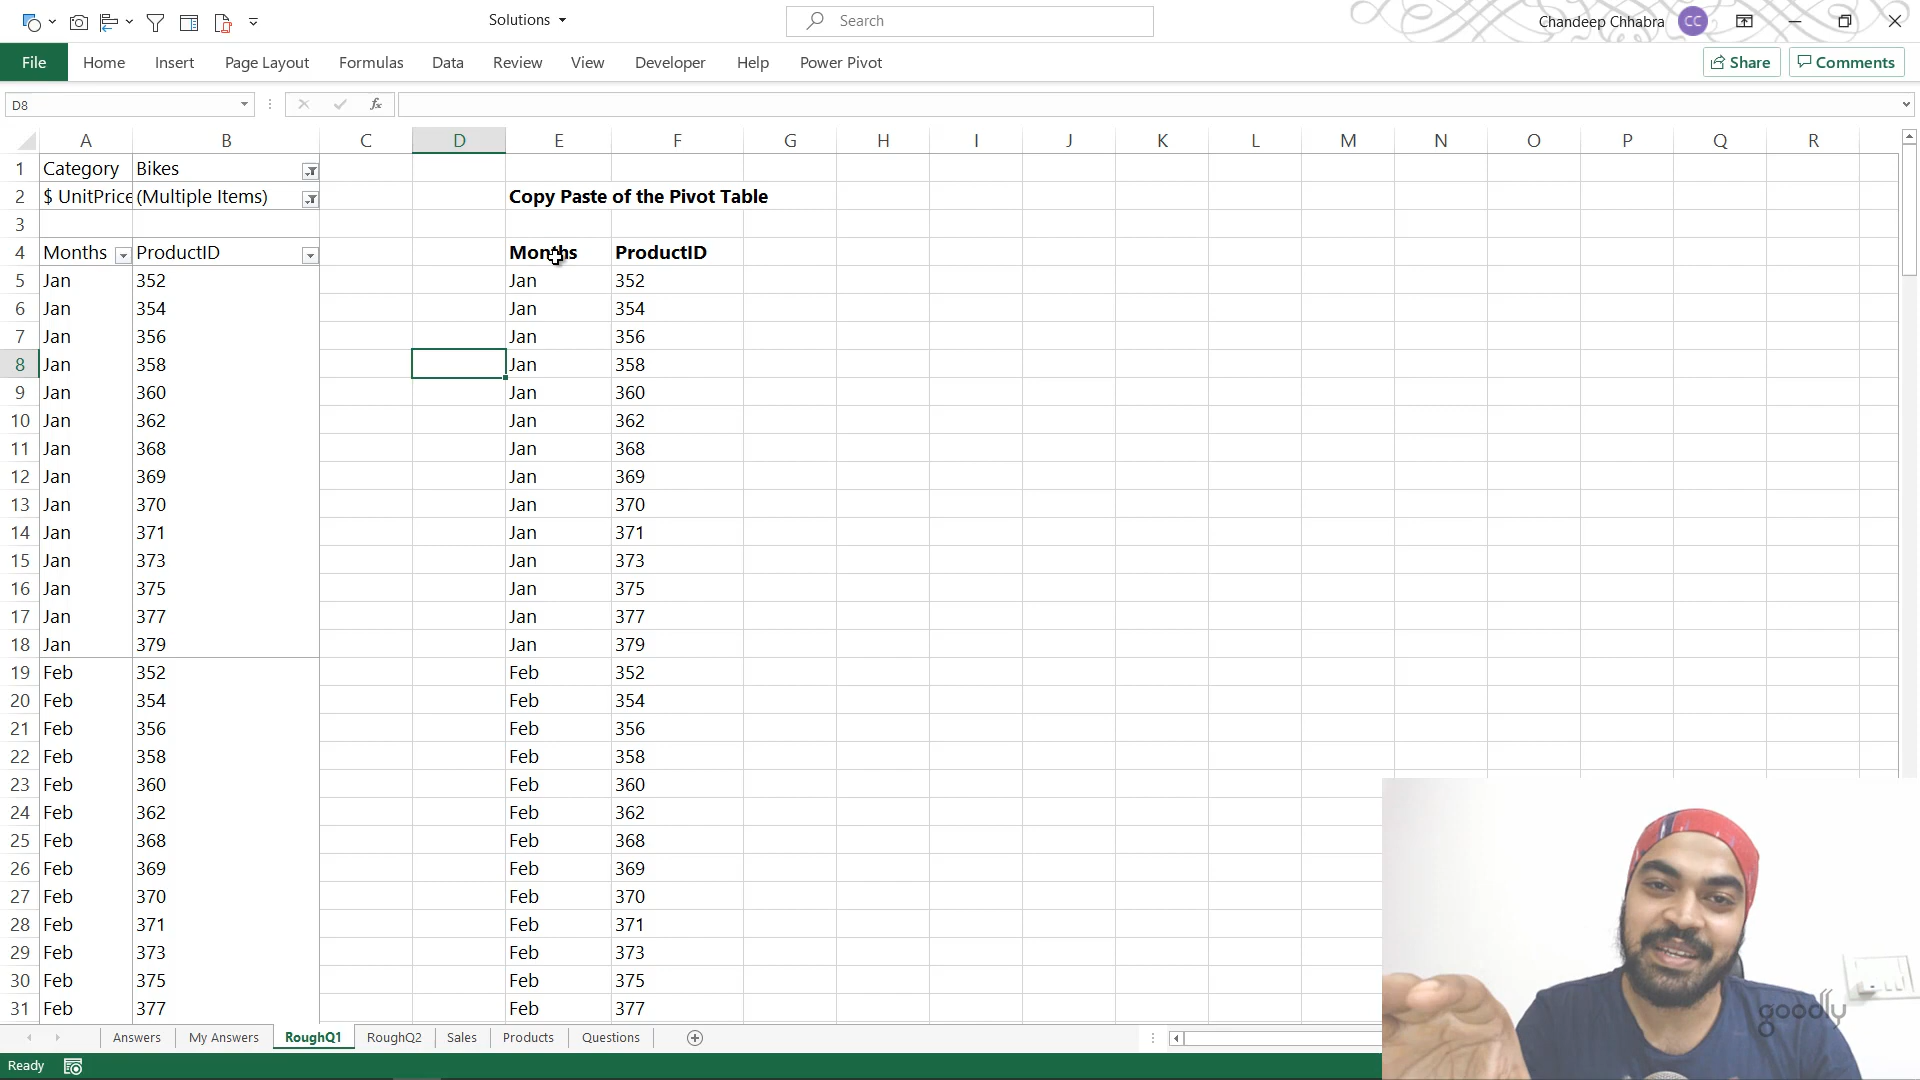 Solutions
Search
Chandeep Chhabra CC
File Home Insert Page Layout Formulas Data Review View Developer Help Power Pivot Share Comments
D8 fx
A B C D E F G H I J K L M N O P Q R
1 Category Bikes
2 $ UnitPrice (Multiple Items) Copy Paste of the Pivot Table
3
4 Months ProductID Months ProductID
5 Jan 352 Jan 352
6 Jan 354 Jan 354
7 Jan 356 Jan 356
8 Jan 358 Jan 358
9 Jan 360 Jan 360
10 Jan 362 Jan 362
11 Jan 368 Jan 368
12 Jan 369 Jan 369
13 Jan 370 Jan 370
14 Jan 371 Jan 371
15 Jan 373 Jan 373
16 Jan 375 Jan 375
17 Jan 377 Jan 377
18 Jan 379 Jan 379
19 Feb 352 Feb 352
20 Feb 354 Feb 354
21 Feb 356 Feb 356
22 Feb 358 Feb 358
23 Feb 360 Feb 360
24 Feb 362 Feb 362
25 Feb 368 Feb 368
26 Feb 369 Feb 369
27 Feb 370 Feb 370
28 Feb 371 Feb 371
29 Feb 373 Feb 373
30 Feb 375 Feb 375
31 Feb 377 Feb 377
goodly
Answers My Answers RoughQ1 RoughQ2 Sales Products Questions
Ready